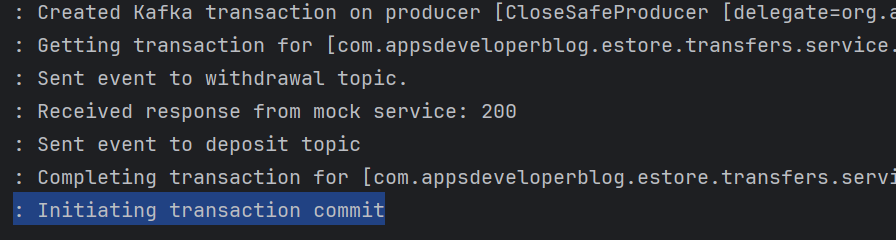 : Created Kafka transaction on producer [CloseSafeProducer [delegate=org.a
: Getting transaction for [com.appsdeveloperblog.estore.transfers.service.
: Sent event to withdrawal topic.
: Received response from mock service: 200
: Sent event to deposit topic
: Completing transaction for [com.appsdeveloperblog.estore.transfers.servi
: Initiating transaction commit